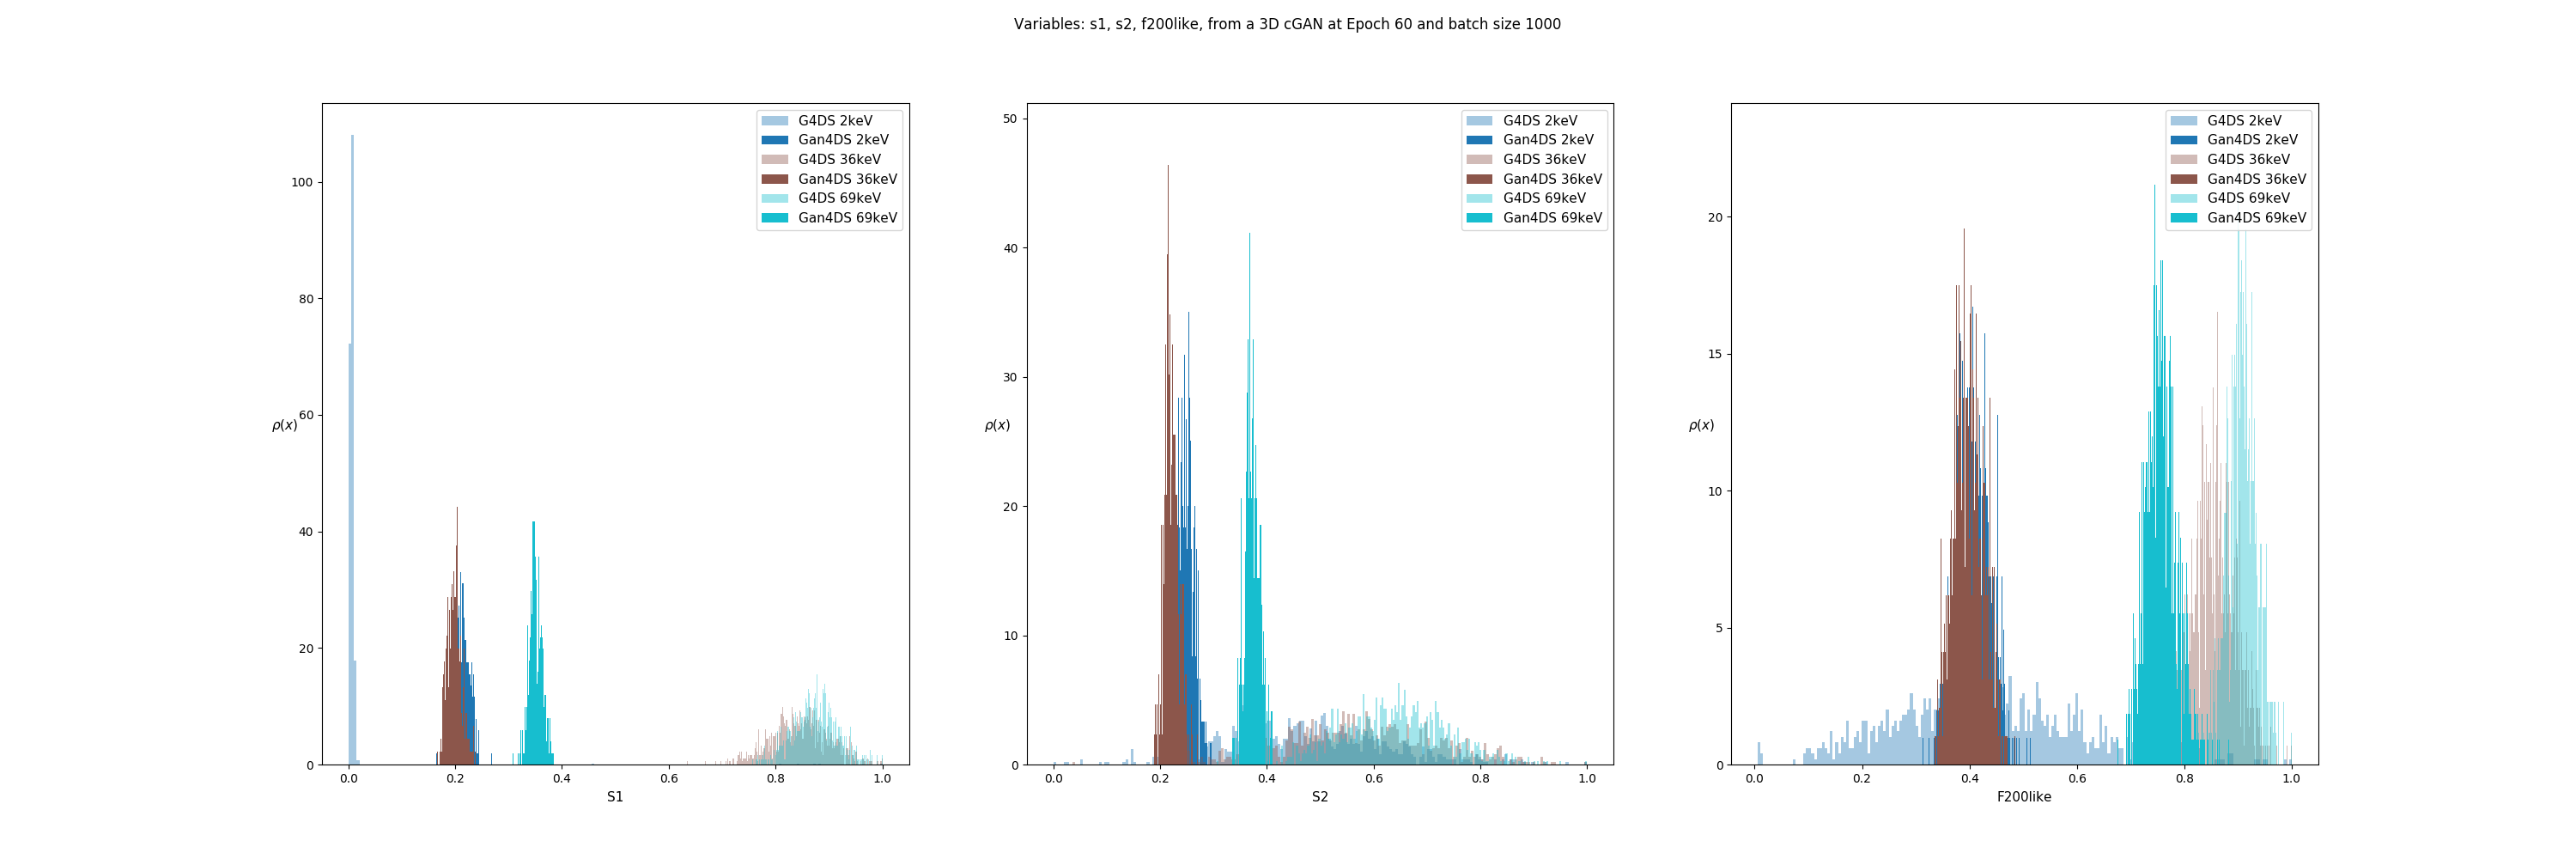 Variables: s1, s2, f200like, from a 3D cGAN at Epoch 60 and batch size 1000
G4DS 2keV
Gan4DS 2keV
G4DS 36keV
Gan4DS 36keV
G4DS 69keV
Gan4DS 69keV
100
80
60
40
20
0
ρ(x)
0.0 0.2 0.4 0.6 0.8 1.0
S1
G4DS 2keV
Gan4DS 2keV
G4DS 36keV
Gan4DS 36keV
G4DS 69keV
Gan4DS 69keV
50
40
30
20
10
0
ρ(x)
0.0 0.2 0.4 0.6 0.8 1.0
S2
G4DS 2keV
Gan4DS 2keV
G4DS 36keV
Gan4DS 36keV
G4DS 69keV
Gan4DS 69keV
20
15
10
5
0
ρ(x)
0.0 0.2 0.4 0.6 0.8 1.0
F200like